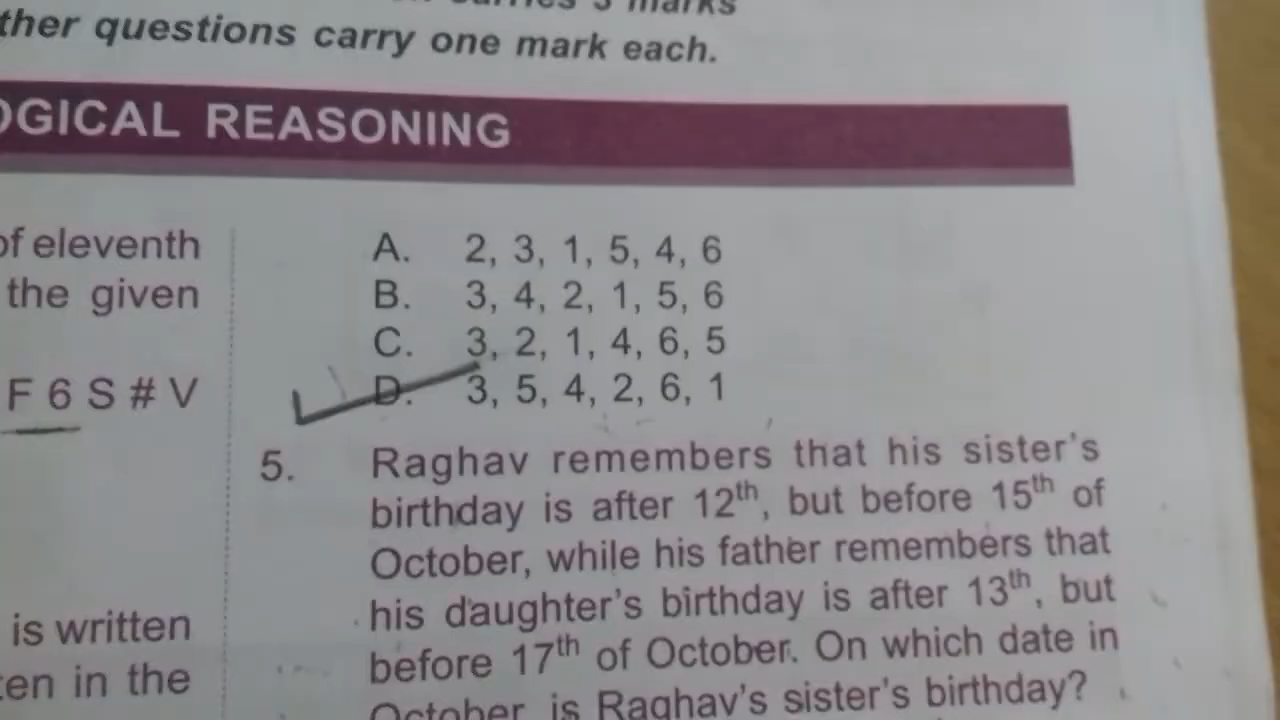 ther questions carry one mark each.
OGICAL REASONING
of eleventh
the given
F 6 S # V
is written
en in the
A. 2, 3, 1, 5, 4, 6
B. 3, 4, 2, 1, 5, 6
C. 3, 2, 1, 4, 6, 5
D. 3, 5, 4, 2, 6, 1
5. Raghav remembers that his sister's
birthday is after 12th, but before 15th of
October, while his father remembers that
his daughter's birthday is after 13th, but
before 17th of October. On which date in
October is Raghav's sister's birthday?